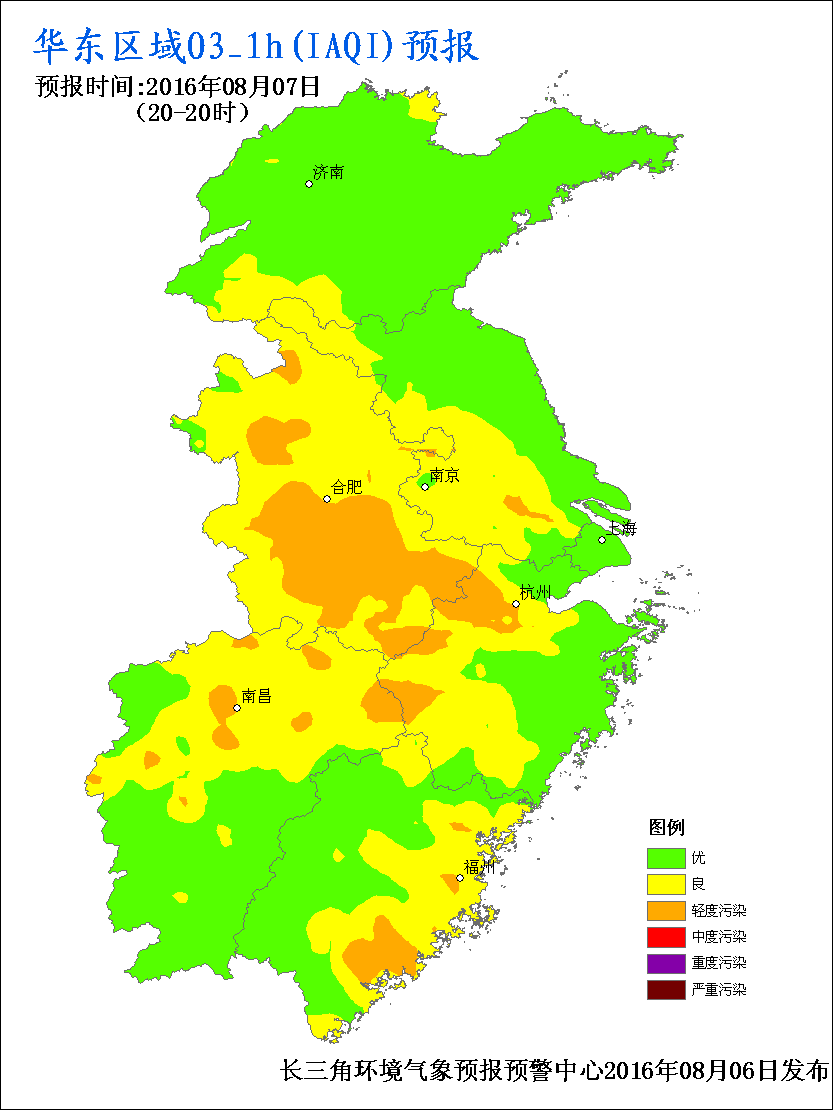 华东区域O3_1h(IAQI)预报
预报时间:2016年08月07日
（20-20时）
济南
南京
合肥
上海
杭州
南昌
福州
图例
优
良
轻度污染
中度污染
重度污染
严重污染
长三角环境气象预报预警中心2016年08月06日发布